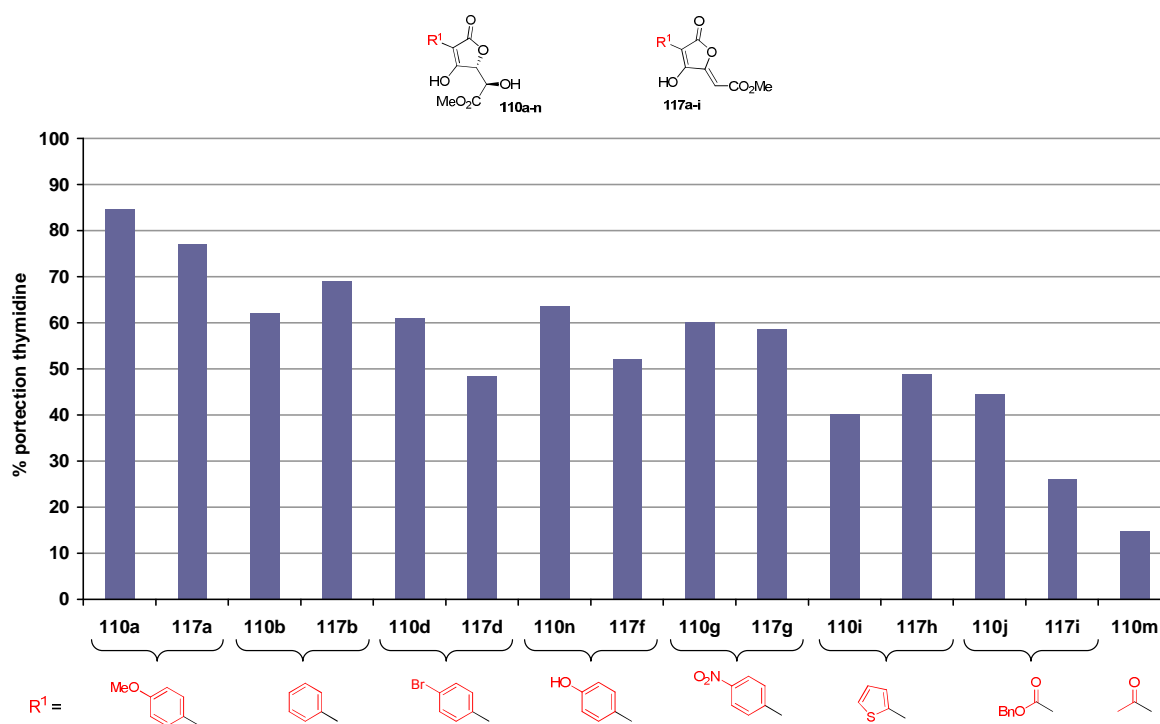 O
R¹
O
HO
OH
MeO₂C
110a-n
O
R¹
O
HO
CO₂Me
117a-i
% portection thymidine
100
90
80
70
60
50
40
30
20
10
0
110a 117a 110b 117b 110d 117d 110n 117f 110g 117g 110i 117h 110j 117i 110m
R¹ =
MeO
Br
HO
O₂N
S
O
BnO
O